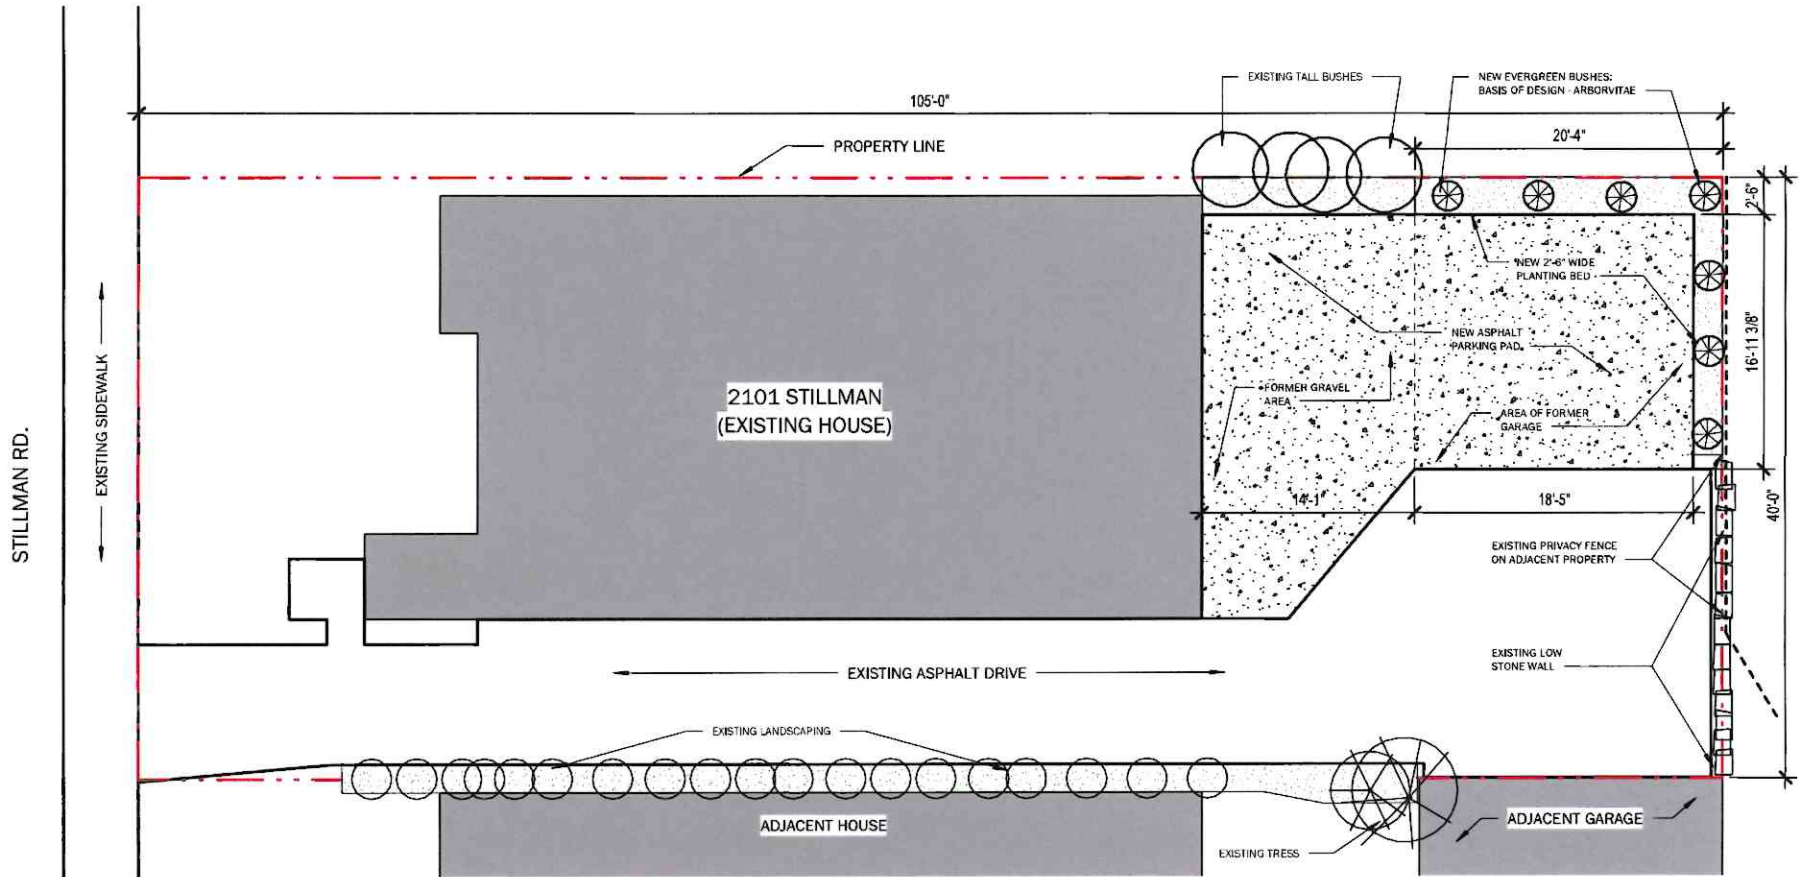 EXISTING TALL BUSHES
NEW EVERGREEN BUSHES:
BASIS OF DESIGN - ARBORVITAE
105'-0"
20'-4"
PROPERTY LINE
2'-6"
NEW 2'-6" WIDE
PLANTING BED
EXISTING SIDEWALK
STILLMAN RD.
NEW ASPHALT
PARKING PAD
16'-11 3/8"
2101 STILLMAN
(EXISTING HOUSE)
FORMER GRAVEL
AREA
AREA OF FORMER
GARAGE
14'-1"
18'-5"
40'-0"
EXISTING PRIVACY FENCE
ON ADJACENT PROPERTY
EXISTING LOW
STONE WALL
EXISTING ASPHALT DRIVE
EXISTING LANDSCAPING
ADJACENT HOUSE
ADJACENT GARAGE
EXISTING TRESS